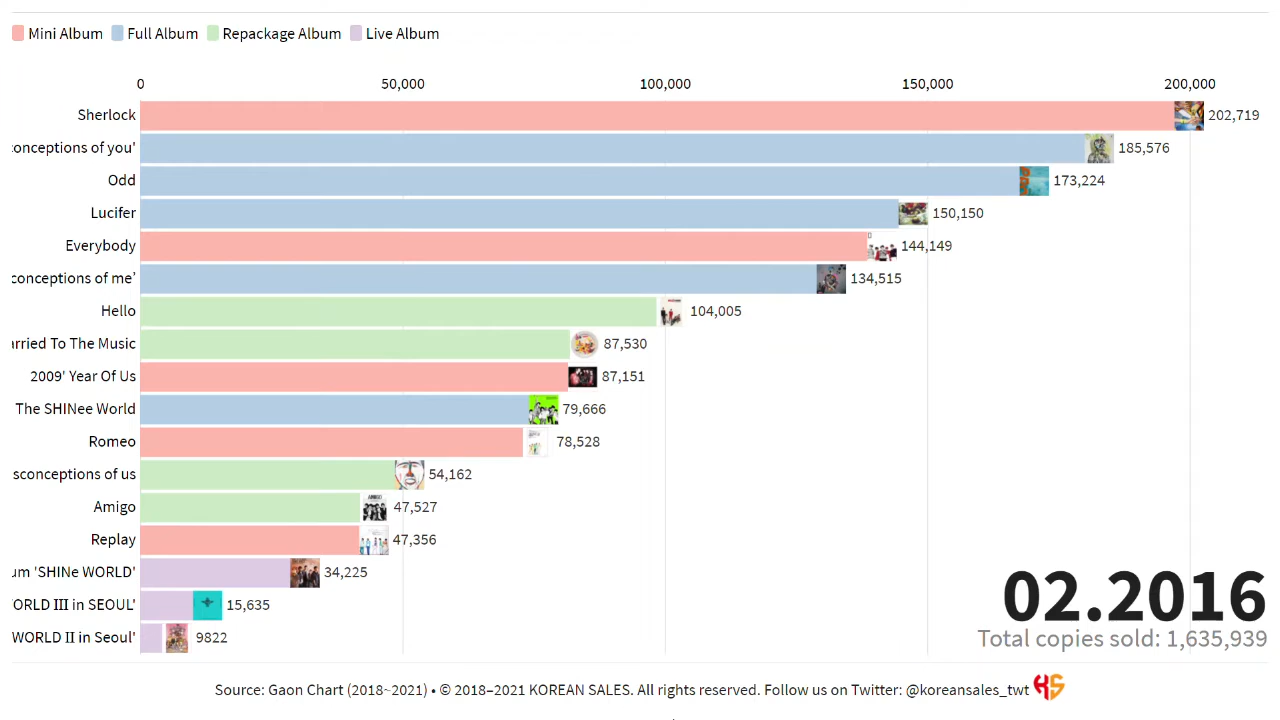 Mini Album Full Album Repackage Album Live Album
0 50,000 100,000 150,000 200,000
Sherlock 202,719
conceptions of you' 185,576
Odd 173,224
Lucifer 150,150
Everybody 144,149
conceptions of me' 134,515
Hello 104,005
rried To The Music 87,530
2009' Year Of Us 87,151
The SHINee World 79,666
Romeo 78,528
sconceptions of us 54,162
Amigo 47,527
Replay 47,356
um 'SHINe WORLD' 34,225
ORLD III in SEOUL' 15,635
WORLD II in Seoul' 9822
02.2016
Total copies sold: 1,635,939
Source: Gaon Chart (2018~2021) • © 2018–2021 KOREAN SALES. All rights reserved. Follow us on Twitter: @koreansales_twt KS